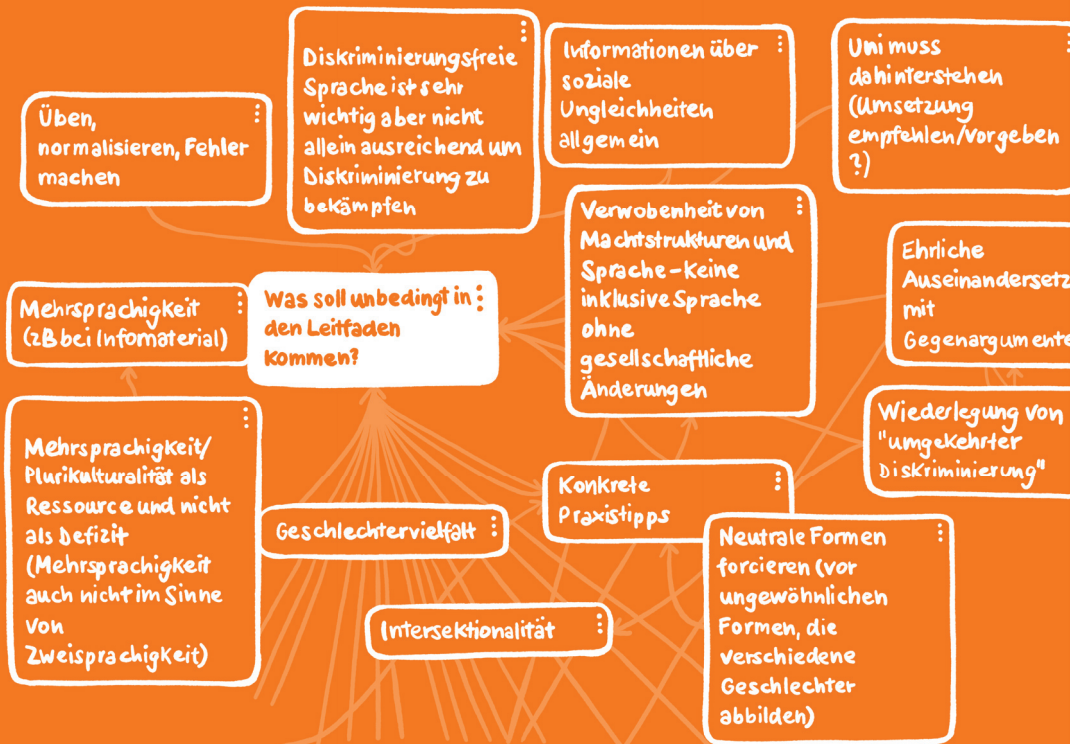 Üben,
normalisieren, Fehler
machen
Diskriminierungsfreie
Sprache ist sehr
wichtig aber nicht
allein ausreichend um
Diskriminierung zu
bekämpfen
Informationen über
soziale
Ungleichheiten
allgemein
Uni muss
dahinterstehen
(Umsetzung
empfehlen/vorgeben
?)
Mehrsprachigkeit
(zB bei Infomaterial)
Was soll unbedingt in
den Leitfaden
kommen?
Verwobenheit von
Machtstrukturen und
Sprache - Keine
inklusive Sprache
ohne
gesellschaftliche
Änderungen
Ehrliche
Auseinandersetz
mit
Gegenargumente
Mehrsprachigkeit/
Plurikulturalität als
Ressource und nicht
als Defizit
(Mehrsprachigkeit
auch nicht im Sinne
von
Zweisprachigkeit)
Geschlechtervielfalt
Konkrete
Praxistipps
Wiederlegung von
"umgekehrter
Diskriminierung"
Intersektionalität
Neutrale Formen
forcieren (vor
ungewöhnlichen
Formen, die
verschiedene
Geschlechter
abbilden)